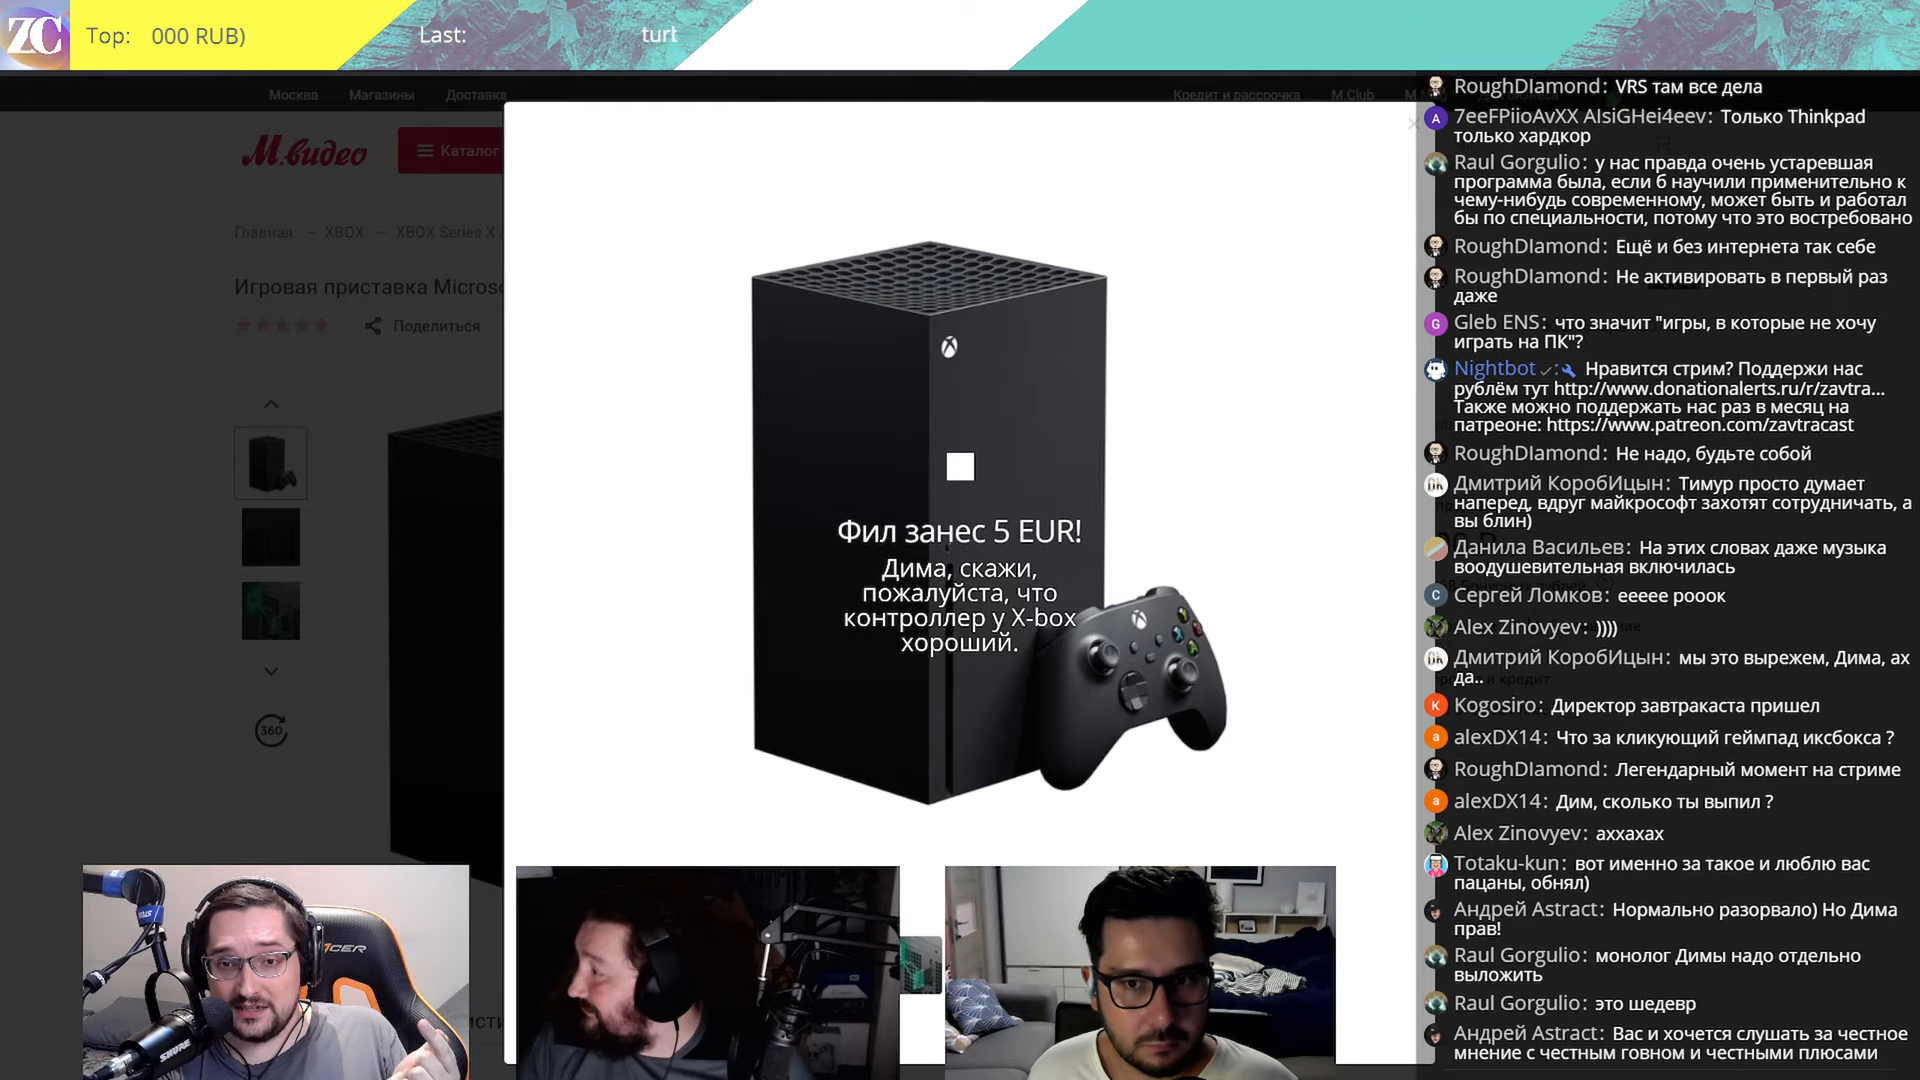 ZC
Top: 000 RUB)
Last: turt
Москва Магазины Доставка
Кредит и рассрочка M.Club
М.видео
Каталог
Главная – XBOX – XBOX Series X
Игровая приставка Micros
Поделиться
360
Фил занес 5 EUR!
Дима, скажи,
пожалуйста, что
контроллер у X-box
хороший.
RoughDIamond: VRS там все дела
7eeFPiioAvXX AIsiGHei4eev: Только Thinkpad
только хардкор
Raul Gorgulio: у нас правда очень устаревшая
программа была, если б научили применительно к
чему-нибудь современному, может быть и работал
бы по специальности, потому что это востребовано
RoughDIamond: Ещё и без интернета так себе
RoughDIamond: Не активировать в первый раз
даже
Gleb ENS: что значит "игры, в которые не хочу
играть на ПК"?
Nightbot: Нравится стрим? Поддержи нас
рублём тут http://www.donationalerts.ru/r/zavtra...
Также можно поддержать нас раз в месяц на
патреоне: https://www.patreon.com/zavtracast
RoughDIamond: Не надо, будьте собой
Дмитрий КоробИцын: Тимур просто думает
наперед, вдруг майкрософт захотят сотрудничать, а
вы блин)
Данила Васильев: На этих словах даже музыка
воодушевительная включилась
Сергей Ломков: еееее рооок
Alex Zinovyev: ))))
Дмитрий КоробИцын: мы это вырежем, Дима, ах
да..
Kogosiro: Директор завтракаста пришел
alexDX14: Что за кликующий геймпад иксбокса ?
RoughDIamond: Легендарный момент на стриме
alexDX14: Дим, сколько ты выпил ?
Alex Zinovyev: аххахах
Totaku-kun: вот именно за такое и люблю вас
пацаны, обнял)
Андрей Astract: Нормально разорвало) Но Дима
прав!
Raul Gorgulio: монолог Димы надо отдельно
выложить
Raul Gorgulio: это шедевр
Андрей Astract: Вас и хочется слушать за честное
мнение с честным говном и честными плюсами
SHURE